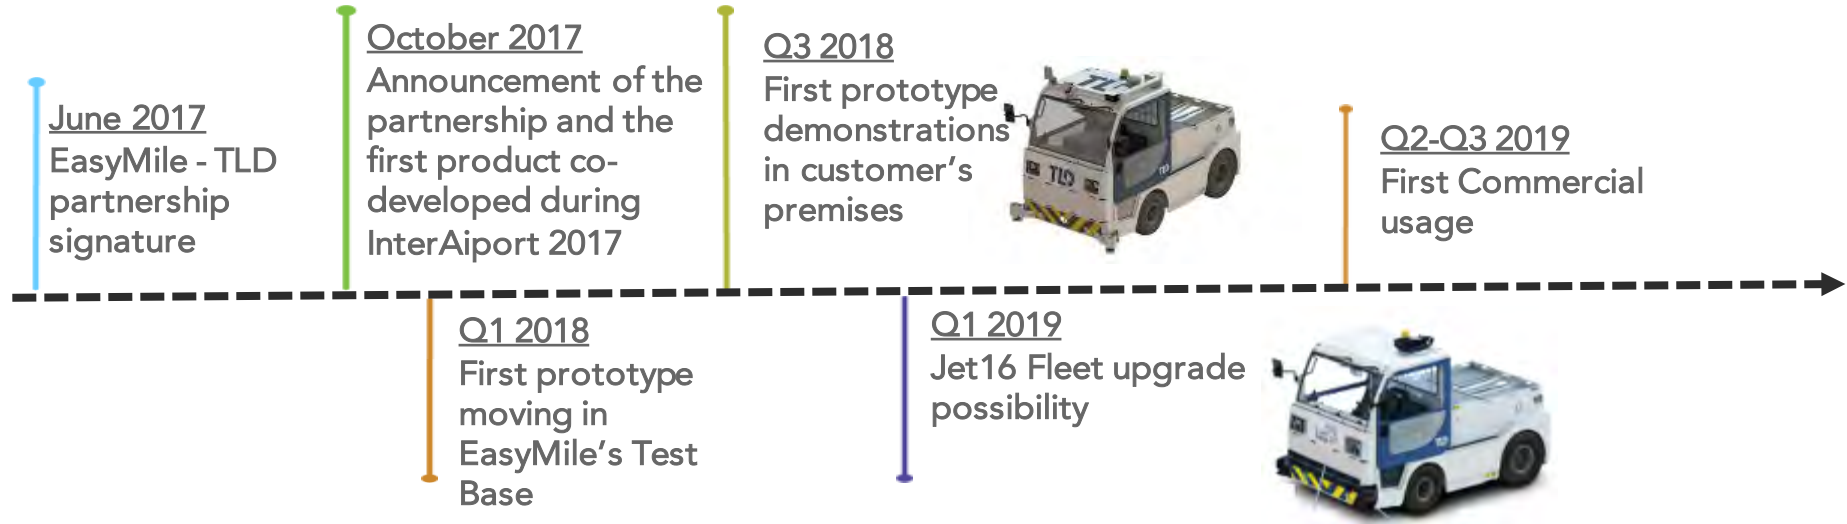 June 2017
EasyMile - TLD
partnership
signature
October 2017
Announcement of the
partnership and the
first product co-
developed during
InterAiport 2017
Q1 2018
First prototype
moving in
EasyMile's Test
Base
Q3 2018
First prototype
demonstrations
in customer's
premises
TLD
TLD
Q1 2019
Jet16 Fleet upgrade
possibility
Q2-Q3 2019
First Commercial
usage